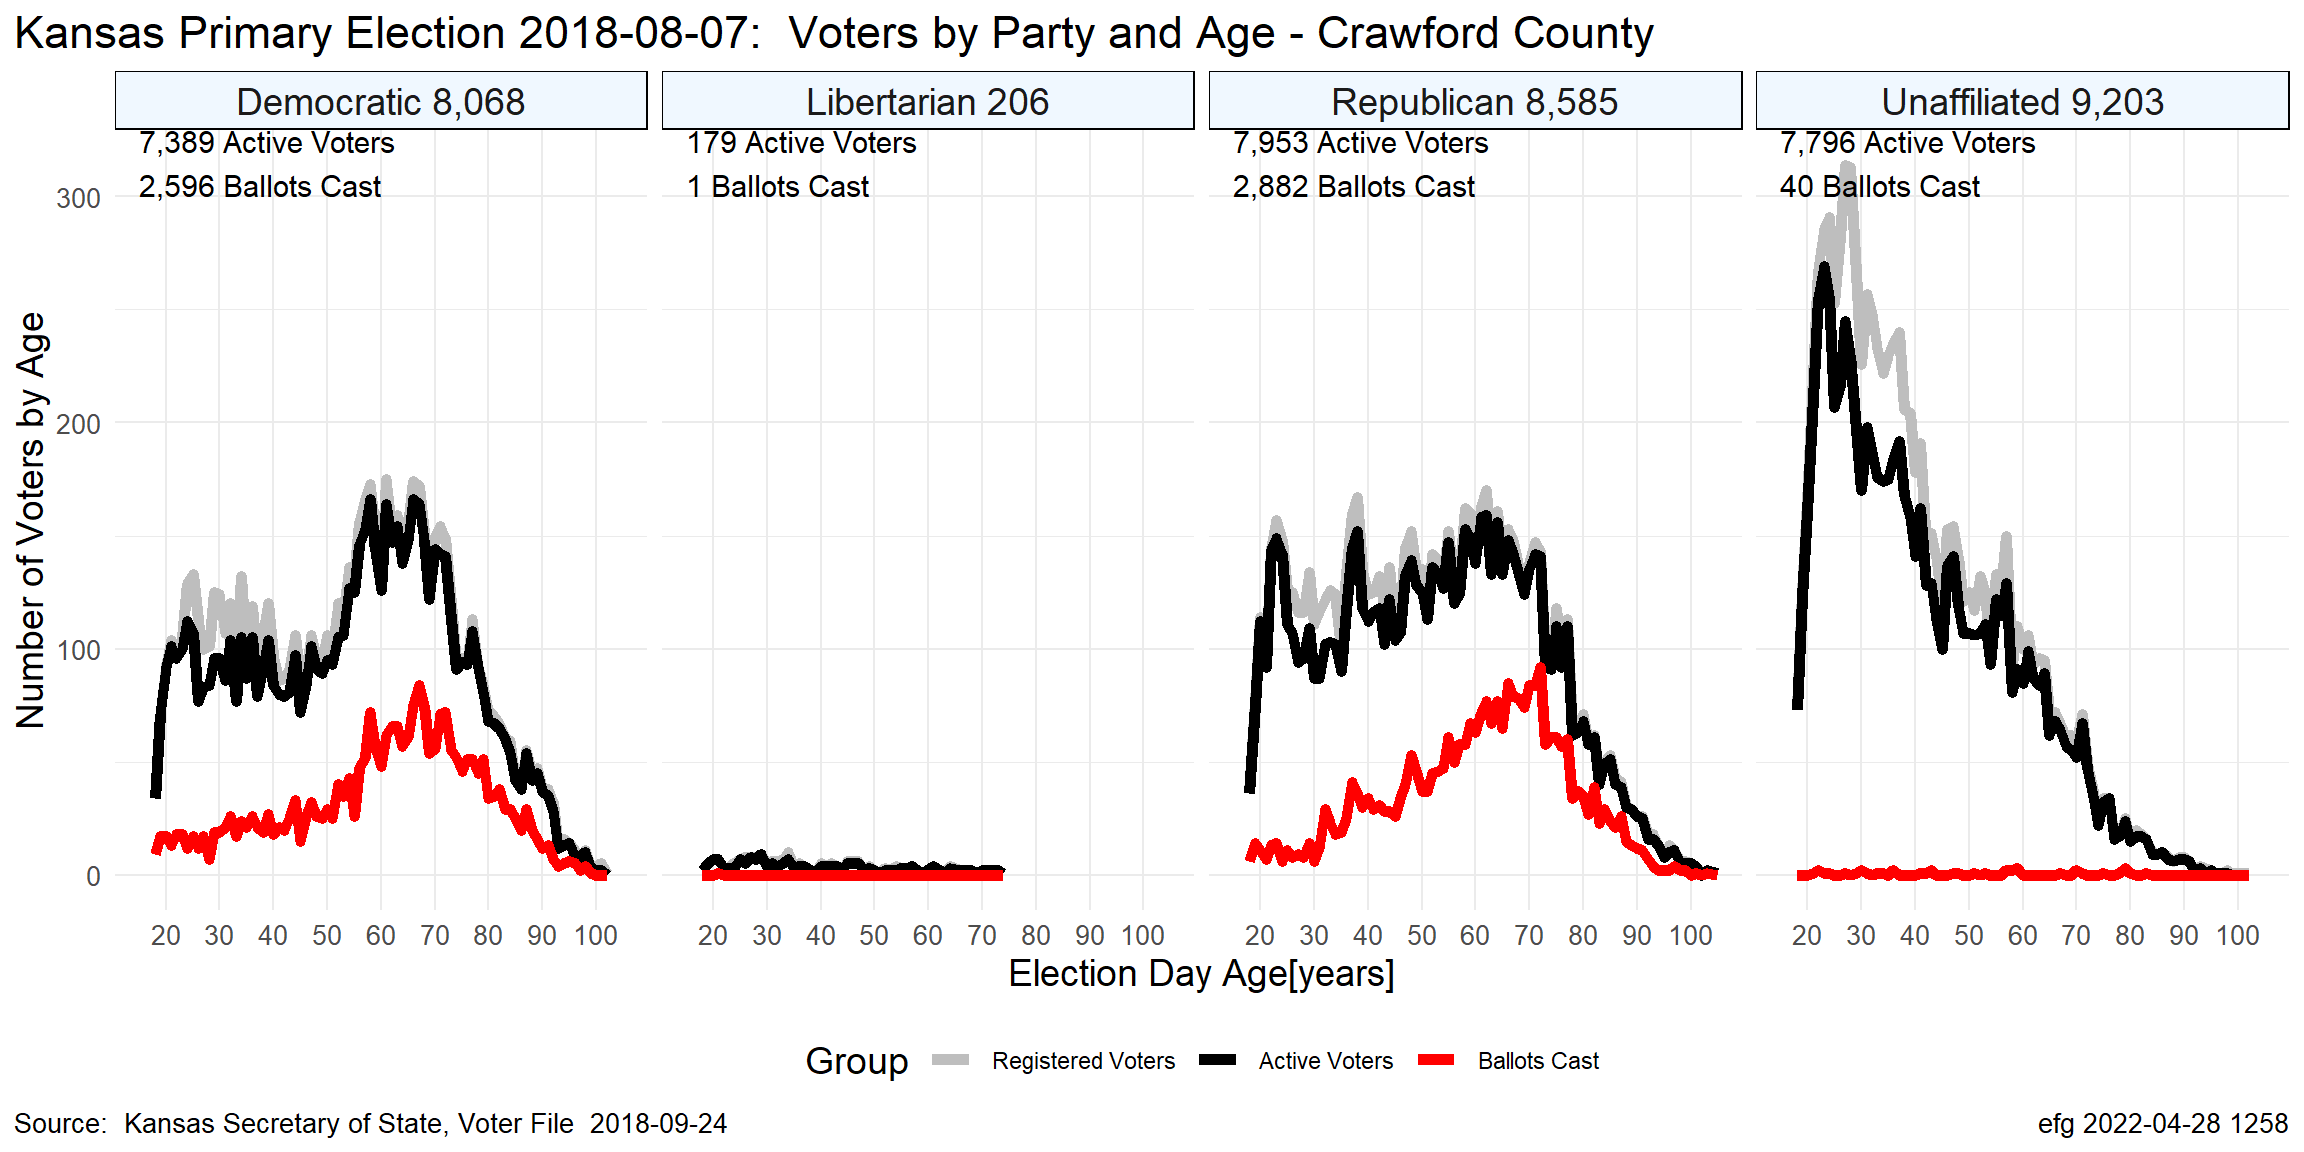 Kansas Primary Election 2018-08-07:  Voters by Party and Age - Crawford County
Democratic 8,068
Libertarian 206
Republican 8,585
Unaffiliated 9,203
7,389 Active Voters
2,596 Ballots Cast
179 Active Voters
1 Ballots Cast
7,953 Active Voters
2,882 Ballots Cast
7,796 Active Voters
40 Ballots Cast
Number of Voters by Age
300
200
100
0
20 30 40 50 60 70 80 90 100
20 30 40 50 60 70 80 90 100
20 30 40 50 60 70 80 90 100
20 30 40 50 60 70 80 90 100
Election Day Age[years]
Group Registered Voters Active Voters Ballots Cast
Source:  Kansas Secretary of State, Voter File  2018-09-24
efg 2022-04-28 1258